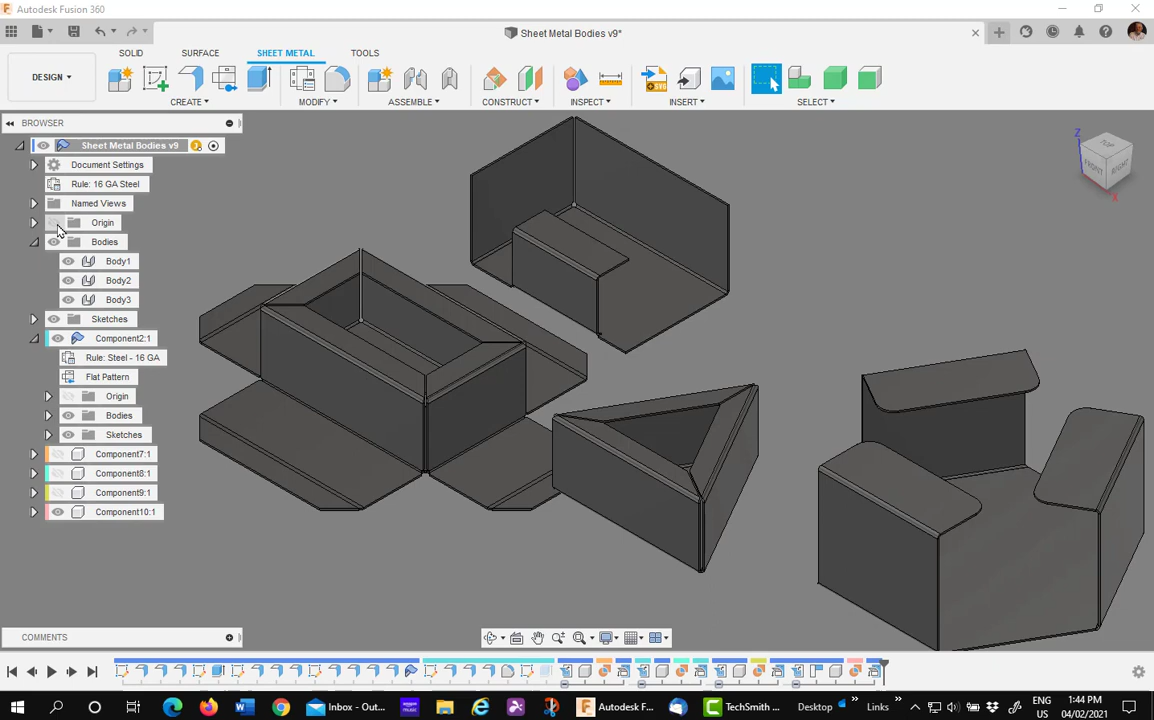 Autodesk Fusion 360
Sheet Metal Bodies v9*
DESIGN
SOLID SURFACE SHEET METAL TOOLS
CREATE MODIFY ASSEMBLE CONSTRUCT INSPECT INSERT SELECT
BROWSER
Sheet Metal Bodies v9
Document Settings
Rule: 16 GA Steel
Named Views
Origin
Bodies
Body1
Body2
Body3
Sketches
Component2:1
Rule: Steel - 16 GA
Flat Pattern
Origin
Bodies
Sketches
Component7:1
Component8:1
Component9:1
Component10:1
Z
X
TOP
FRONT
RIGHT
COMMENTS
Inbox - Out...
Autodesk F...
TechSmith ...
Desktop
Links
ENG
US
1:44 PM
04/02/2021